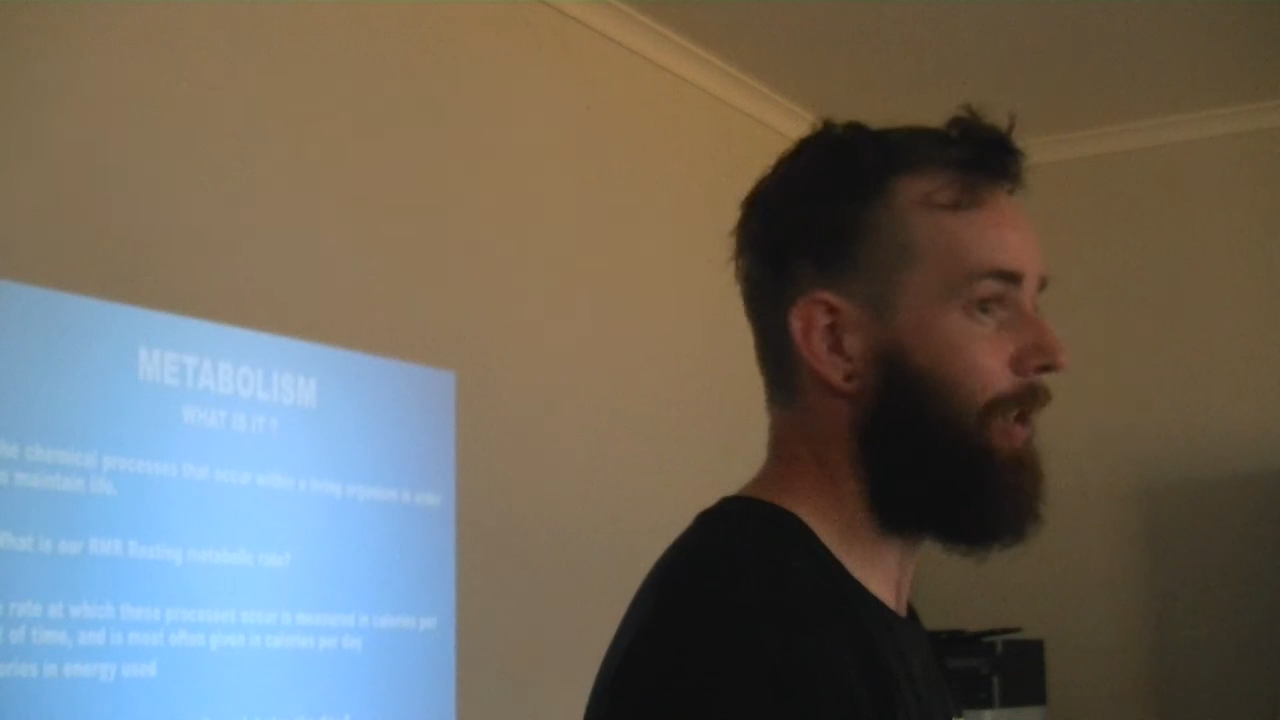 METABOLISM
WHAT IS IT ?
he chemical processes that occur within a living organism in order
o maintain life.
What is our RMR Resting metabolic rate?
e rate at which these processes occur is measured in calories per
t of time, and is most often given in calories per day
ories in energy used